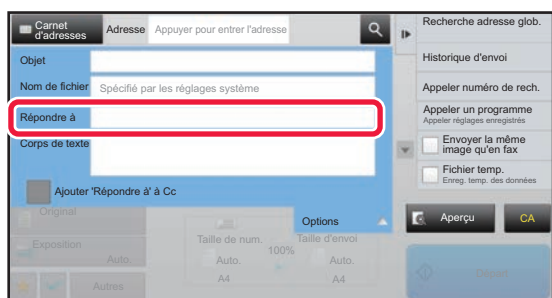 Carnet
d'adresses
Adresse
Appuyer pour entrer l'adresse
Objet
Nom de fichier
Spécifié par les réglages système
Répondre à
Corps de texte
Ajouter 'Répondre à' à Cc
Options
Original
Exposition
Auto.
Autres
Taille de num.
100%
Taille d'envoi
Auto.
Auto.
A4
A4
Recherche adresse glob.
Historique d'envoi
Appeler numéro de rech.
Appeler un programme
Appeler réglages enregistrés
Envoyer la même
image qu'en fax
Fichier temp.
Enreg. temp. des données
Aperçu
CA
Départ